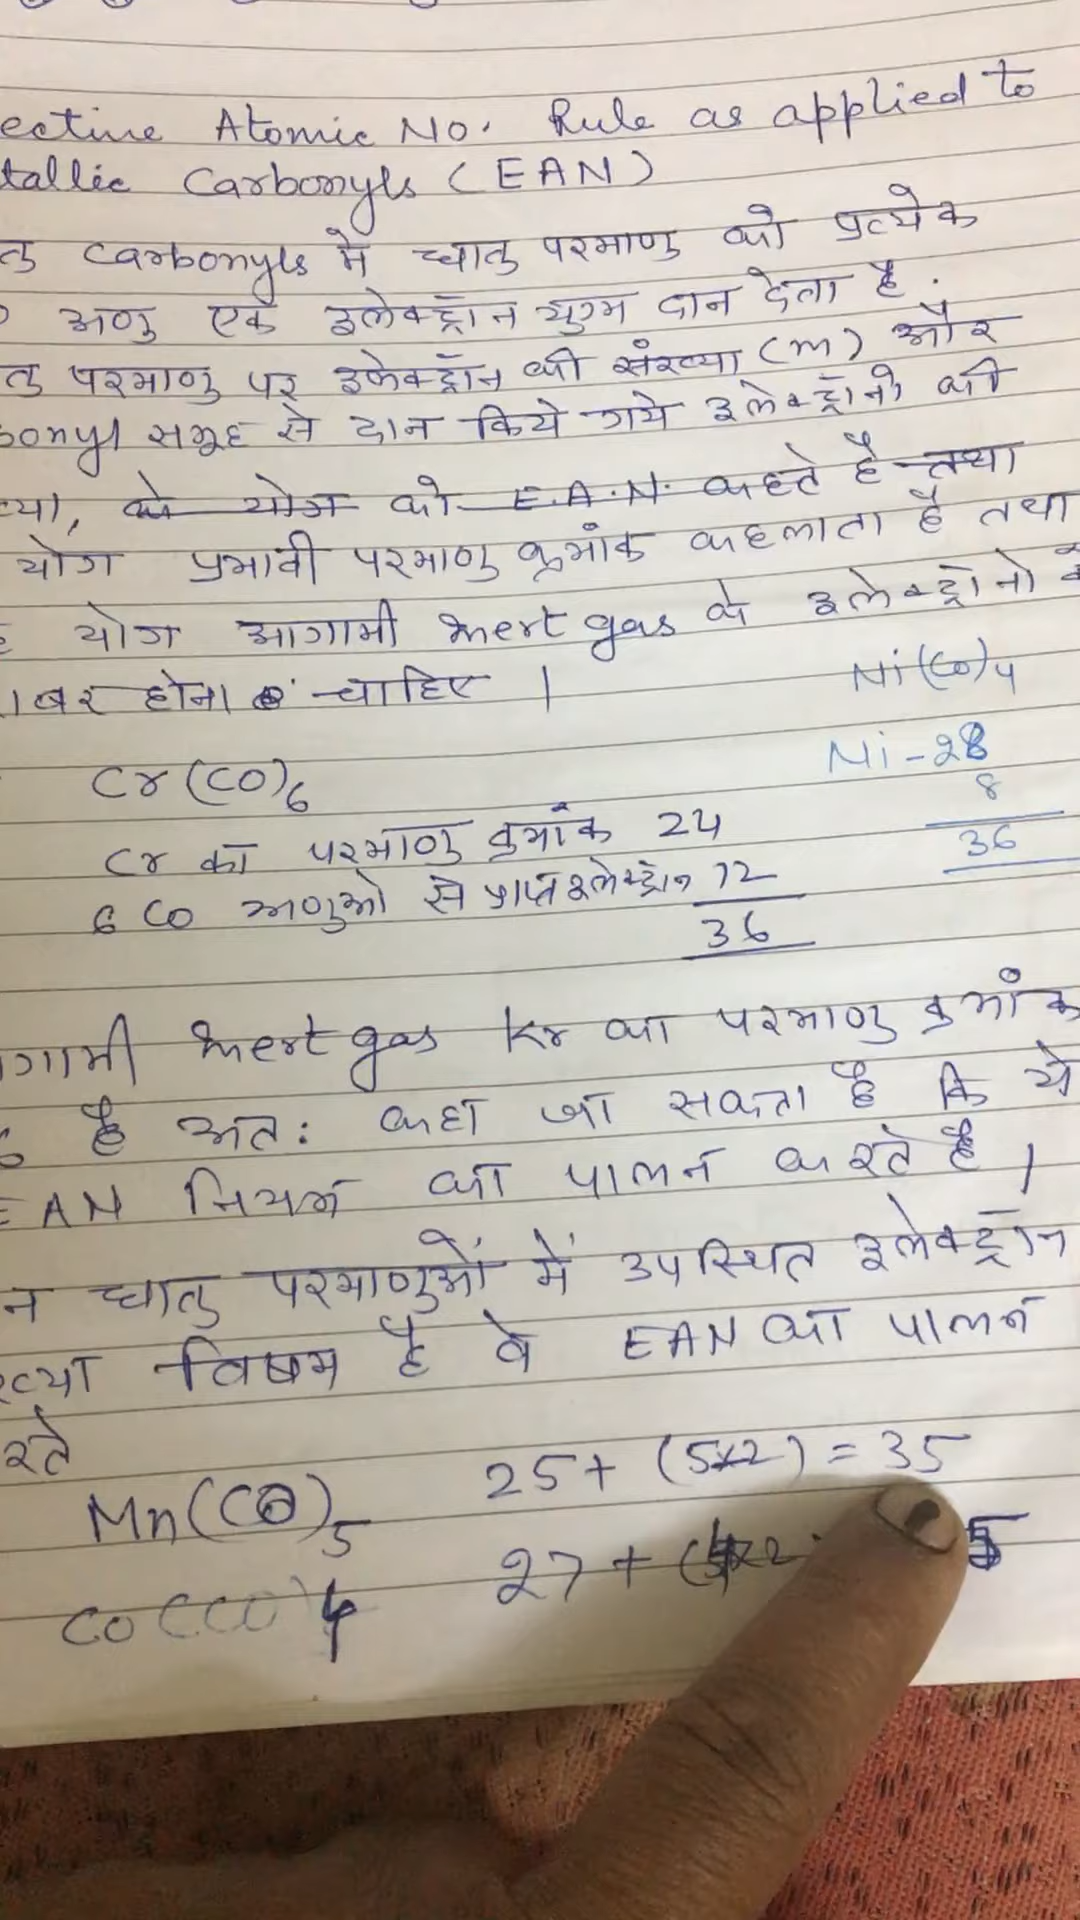 ective Atomic No. Rule as applied to
tallic Carbonyls (EAN)
तु Carbonyls में धातु परमाणु को प्रत्येक
अणु एक इलेक्ट्रॉन युग्म दान देता है.
तु परमाणु पर इलेक्ट्रॉन की संख्या (m) और
bonyl समूह से दान किये गये इलेक्ट्रॉनो की
ख्या, के योग को E.A.N. कहते है तथा
योग प्रभावी परमाणु क्रमांक कहलाता है तथा
योग आगामी Inert gas के इलेक्ट्रोनो के
बर होना चाहिए |
Ni(CO)4
Ni-28
8
36
Cr(CO)6
Cr का परमाणु क्रमांक 24
6 CO अणुओ से प्राप्त इलेक्ट्रॉन 12
36
गामी Inert gas Kr का परमाणु क्रमांक
6 है अत: कहा जा सकता है कि ये
EAN नियम का पालन करते है |
न धातु परमाणुओं में उपस्थित इलेक्ट्रॉन
ख्या विषम है वे EAN का पालन
रते
Mn(CO)5 25+ (5x2) = 35
CO(CO)4 27+ (4x2 5